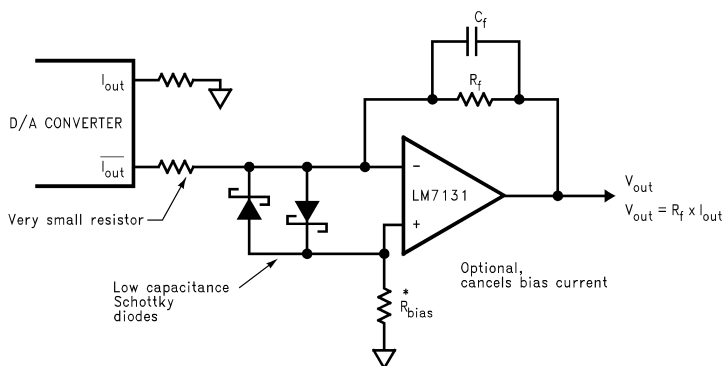 C_f
R_f
I_out
D/A CONVERTER
I̅_out
Very small resistor
−
LM7131
+
V_out
V_out = R_f x I_out
Low capacitance
Schottky
diodes
*
R_bias
Optional,
cancels bias current